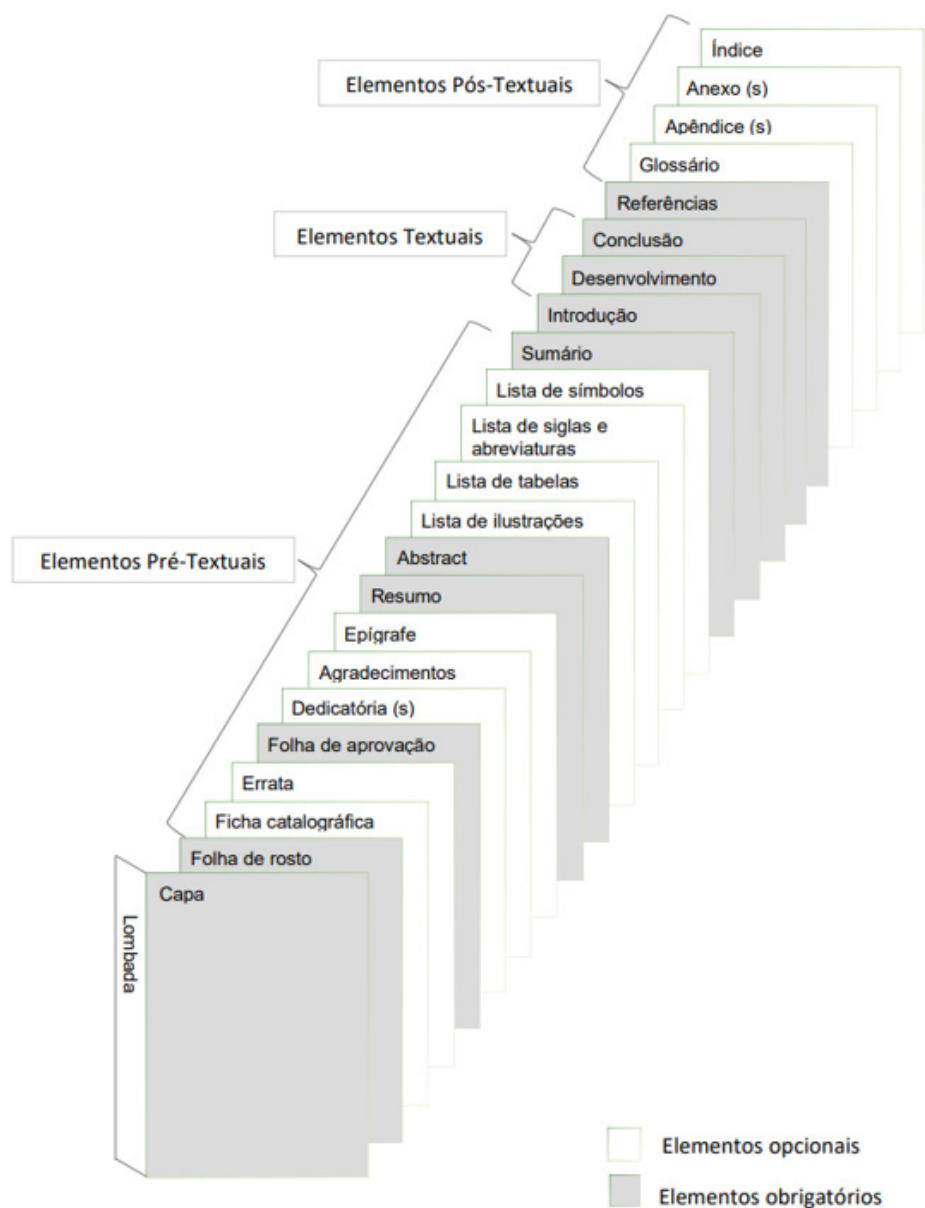 Índice
Elementos Pós-Textuais
Anexo (s)
Apêndice (s)
Glossário
Referências
Elementos Textuais
Conclusão
Desenvolvimento
Introdução
Sumário
Lista de símbolos
Lista de siglas e
abreviaturas
Lista de tabelas
Lista de ilustrações
Elementos Pré-Textuais
Abstract
Resumo
Epígrafe
Agradecimentos
Dedicatória (s)
Folha de aprovação
Errata
Ficha catalográfica
Folha de rosto
Capa
Lombada
Elementos opcionais
Elementos obrigatórios